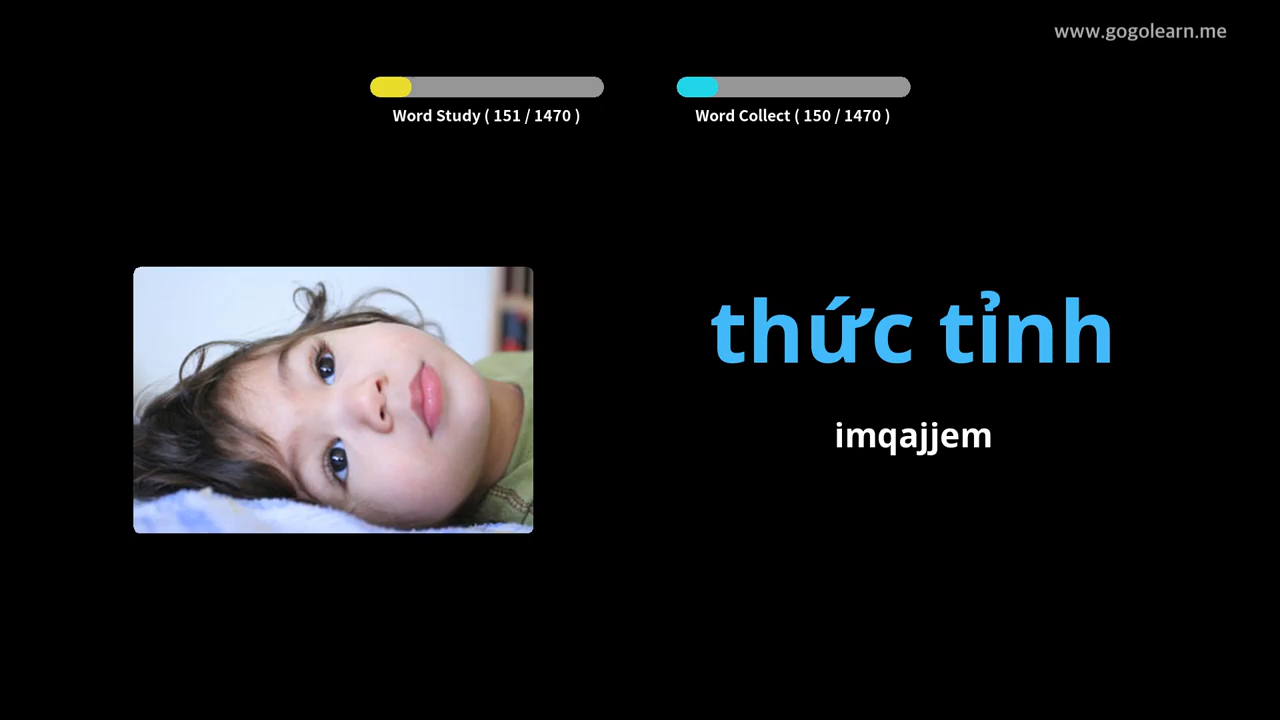 www.gogolearn.me
Word Study ( 151 / 1470 )
Word Collect ( 150 / 1470 )
thức tỉnh
imqajjem